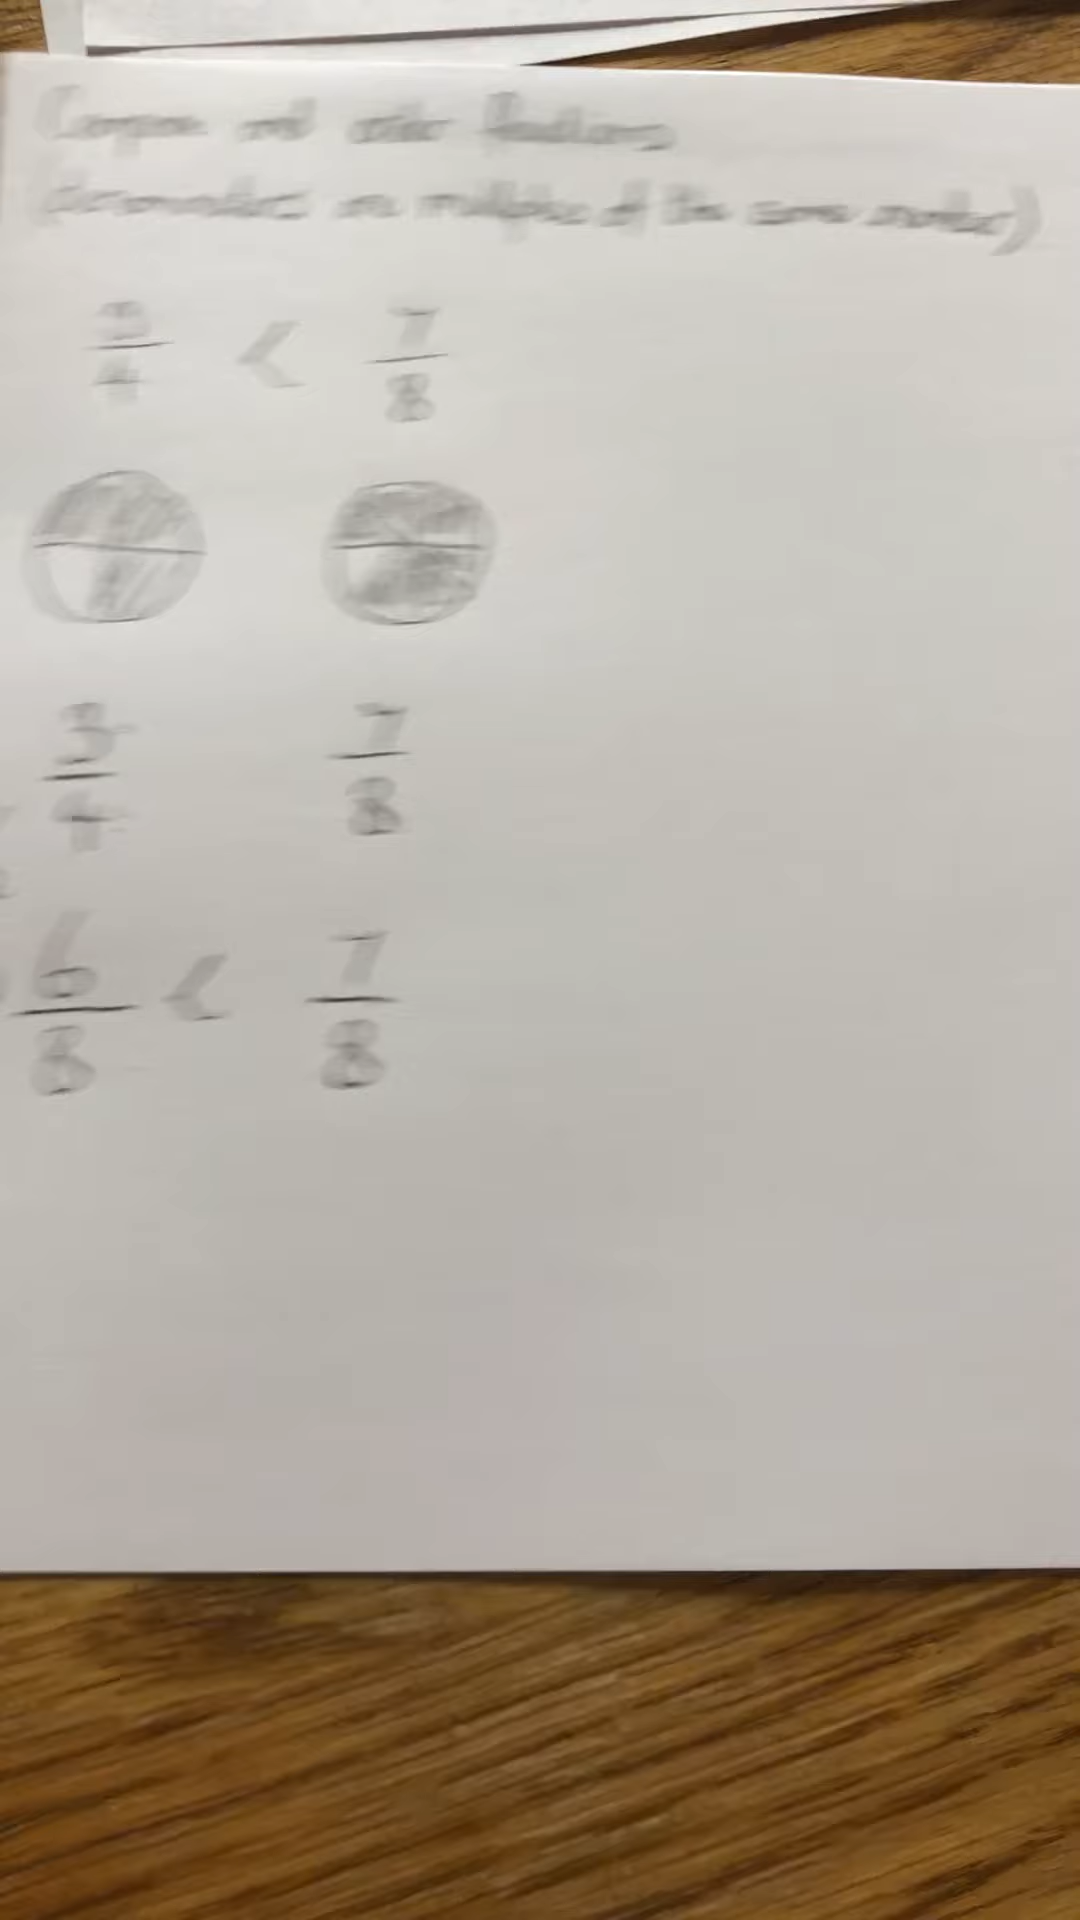 Compare and order fractions
(denominators are multiples of the same number)
3/4 < 7/8
3/4 7/8
6/8 < 7/8